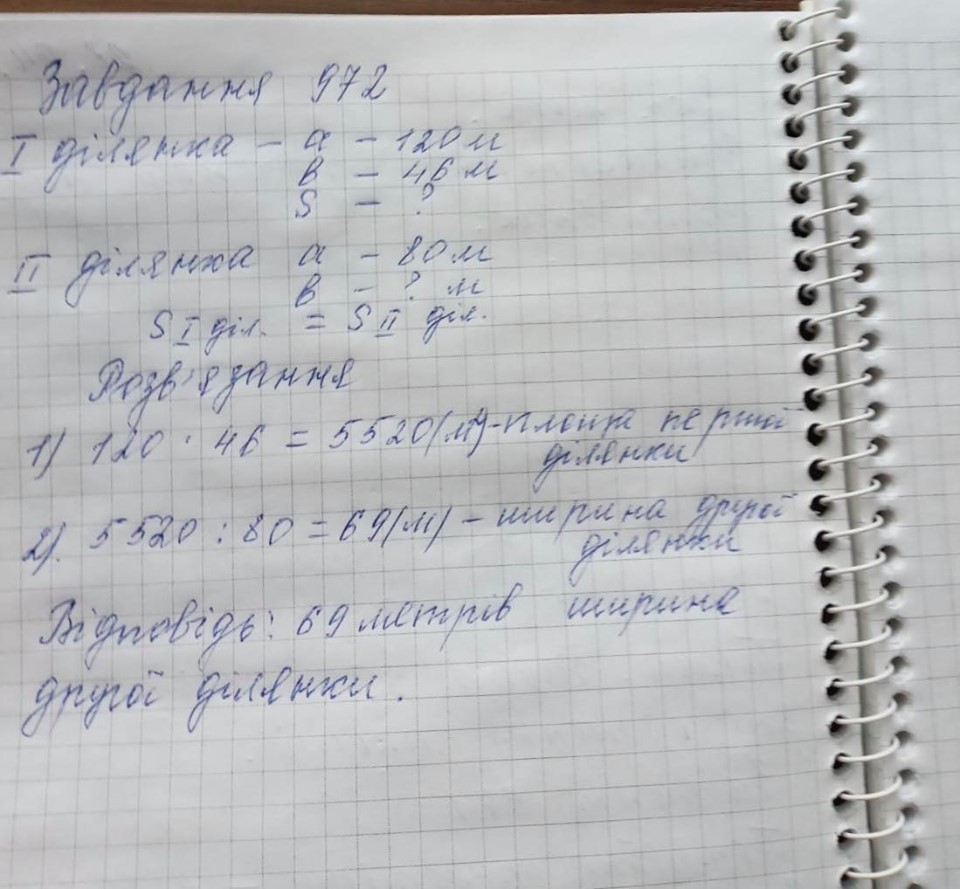 Завдання 972
I ділянка - a - 120 м
в - 46 м
S - ?
II ділянка a - 80 м
в - ? м
S I діл. = S II діл.
Розв'язання
1) 120 · 46 = 5520 (м²) - площа першої
ділянки
2). 5520 : 80 = 69 (м) - ширина другої
ділянки
Відповідь: 69 метрів ширина
другої ділянки.